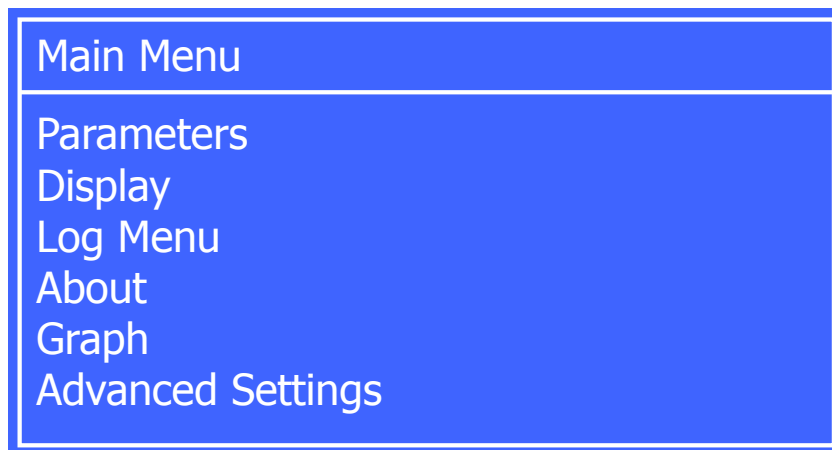 Main Menu
Parameters
Display
Log Menu
About
Graph
Advanced Settings